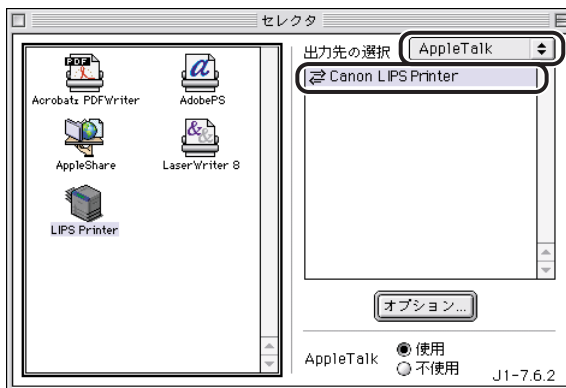 セレクタ
Acrobat™ PDFWriter
AdobePS
AppleShare
LaserWriter 8
LIPS Printer
出力先の選択
AppleTalk
Canon LIPS Printer
オプション...
AppleTalk
使用
不使用
J1-7.6.2